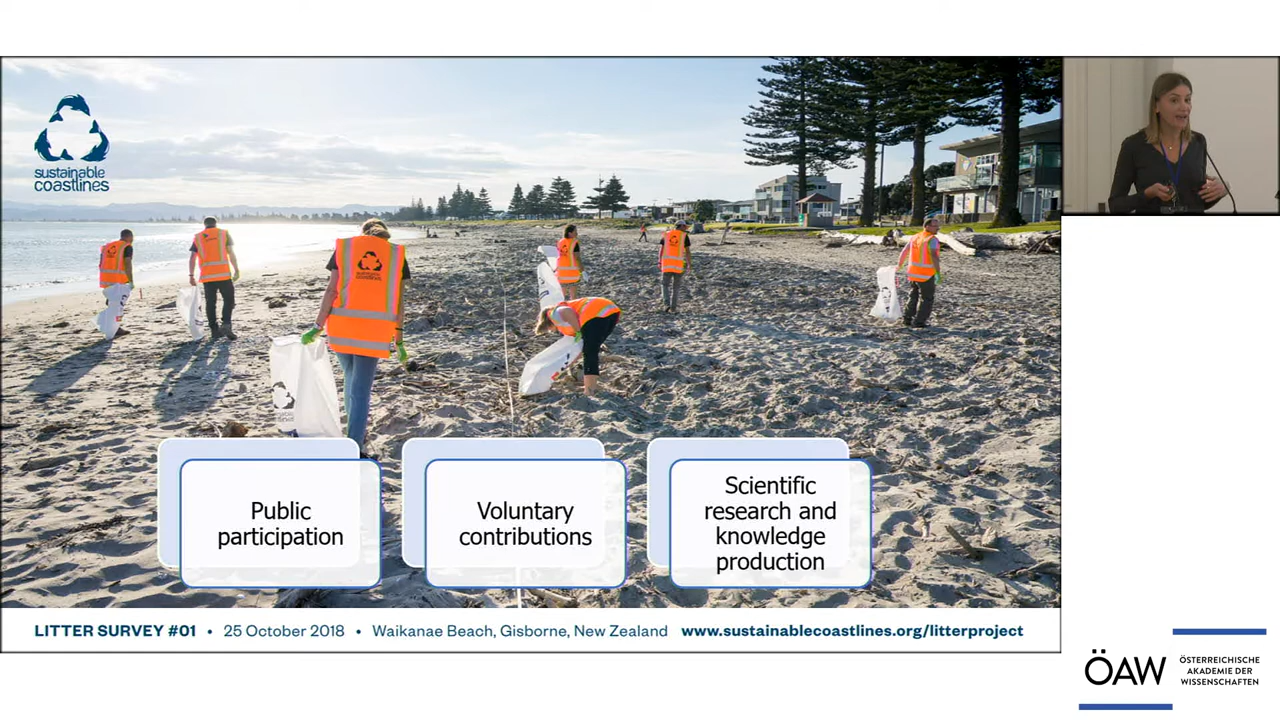 sustainable
coastlines
Public
participation
Voluntary
contributions
Scientific
research and
knowledge
production
LITTER SURVEY #01 • 25 October 2018 • Waikanae Beach, Gisborne, New Zealand www.sustainablecoastlines.org/litterproject
ÖAW
ÖSTERREICHISCHE
AKADEMIE DER
WISSENSCHAFTEN